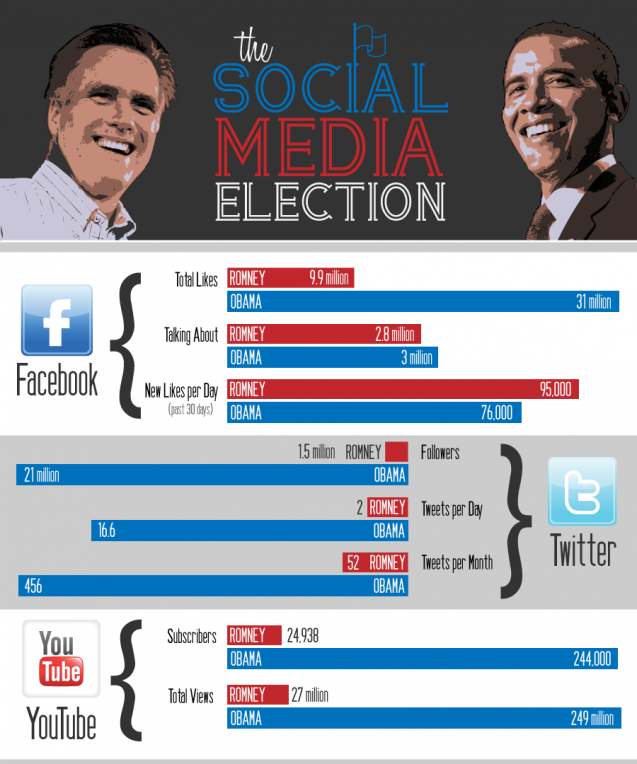 the
SOCIAL
MEDIA
ELECTION
f
Facebook
Total Likes
ROMNEY 9.9 million
OBAMA 31 million
Talking About
ROMNEY 2.8 million
OBAMA 3 million
New Likes per Day
(past 30 days)
ROMNEY 95,000
OBAMA 76,000
1.5 million ROMNEY Followers
21 million OBAMA
2 ROMNEY Tweets per Day
16.6 OBAMA
52 ROMNEY Tweets per Month
456 OBAMA
t
Twitter
You
Tube
YouTube
Subscribers ROMNEY 24,938
OBAMA 244,000
Total Views ROMNEY 27 million
OBAMA 249 million